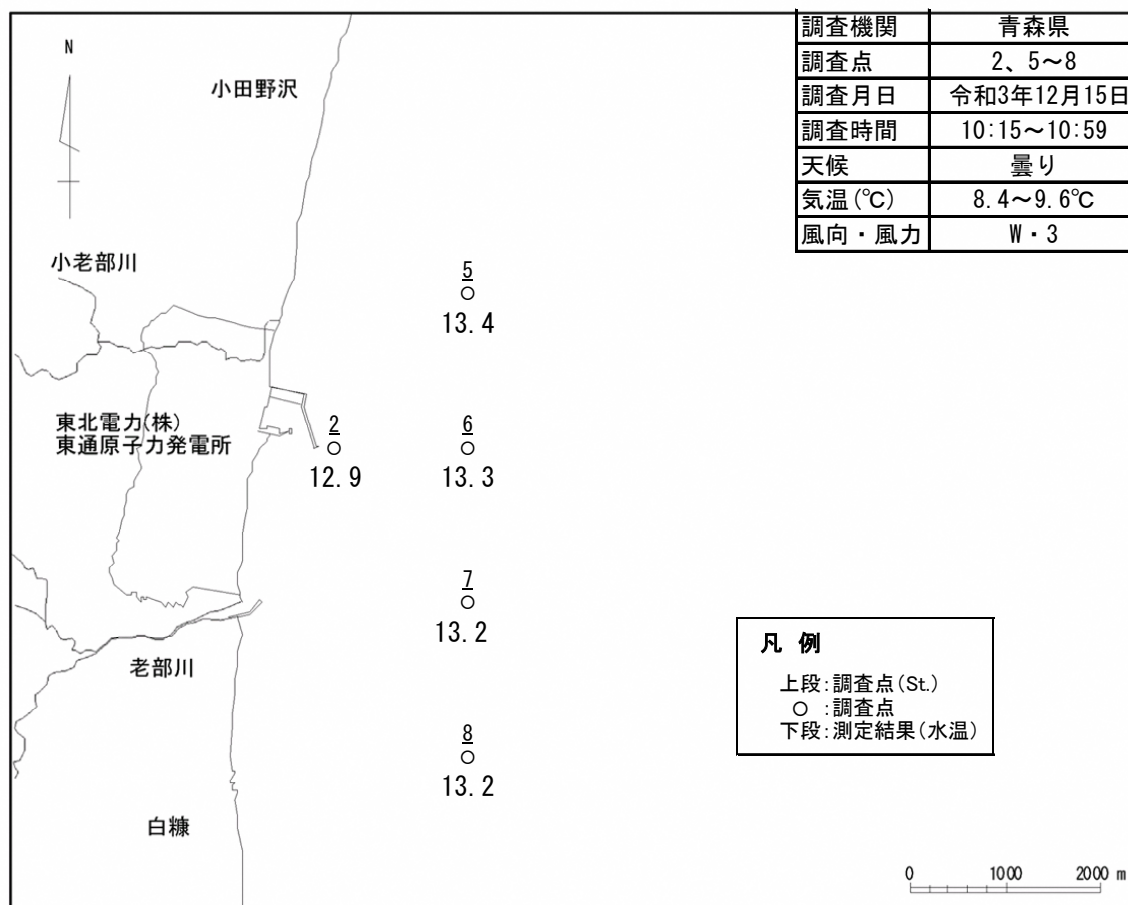 調査機関 青森県
調査点 2、5～8
調査月日 令和3年12月15日
調査時間 10:15～10:59
天候 曇り
気温(℃) 8.4～9.6℃
風向・風力 W・3
N
小田野沢
小老部川
5
13.4
東北電力(株)
東通原子力発電所
2
12.9
6
13.3
7
13.2
老部川
8
13.2
白糠
凡 例
上段:調査点(St.)
○ :調査点
下段:測定結果(水温)
0 1000 2000 m